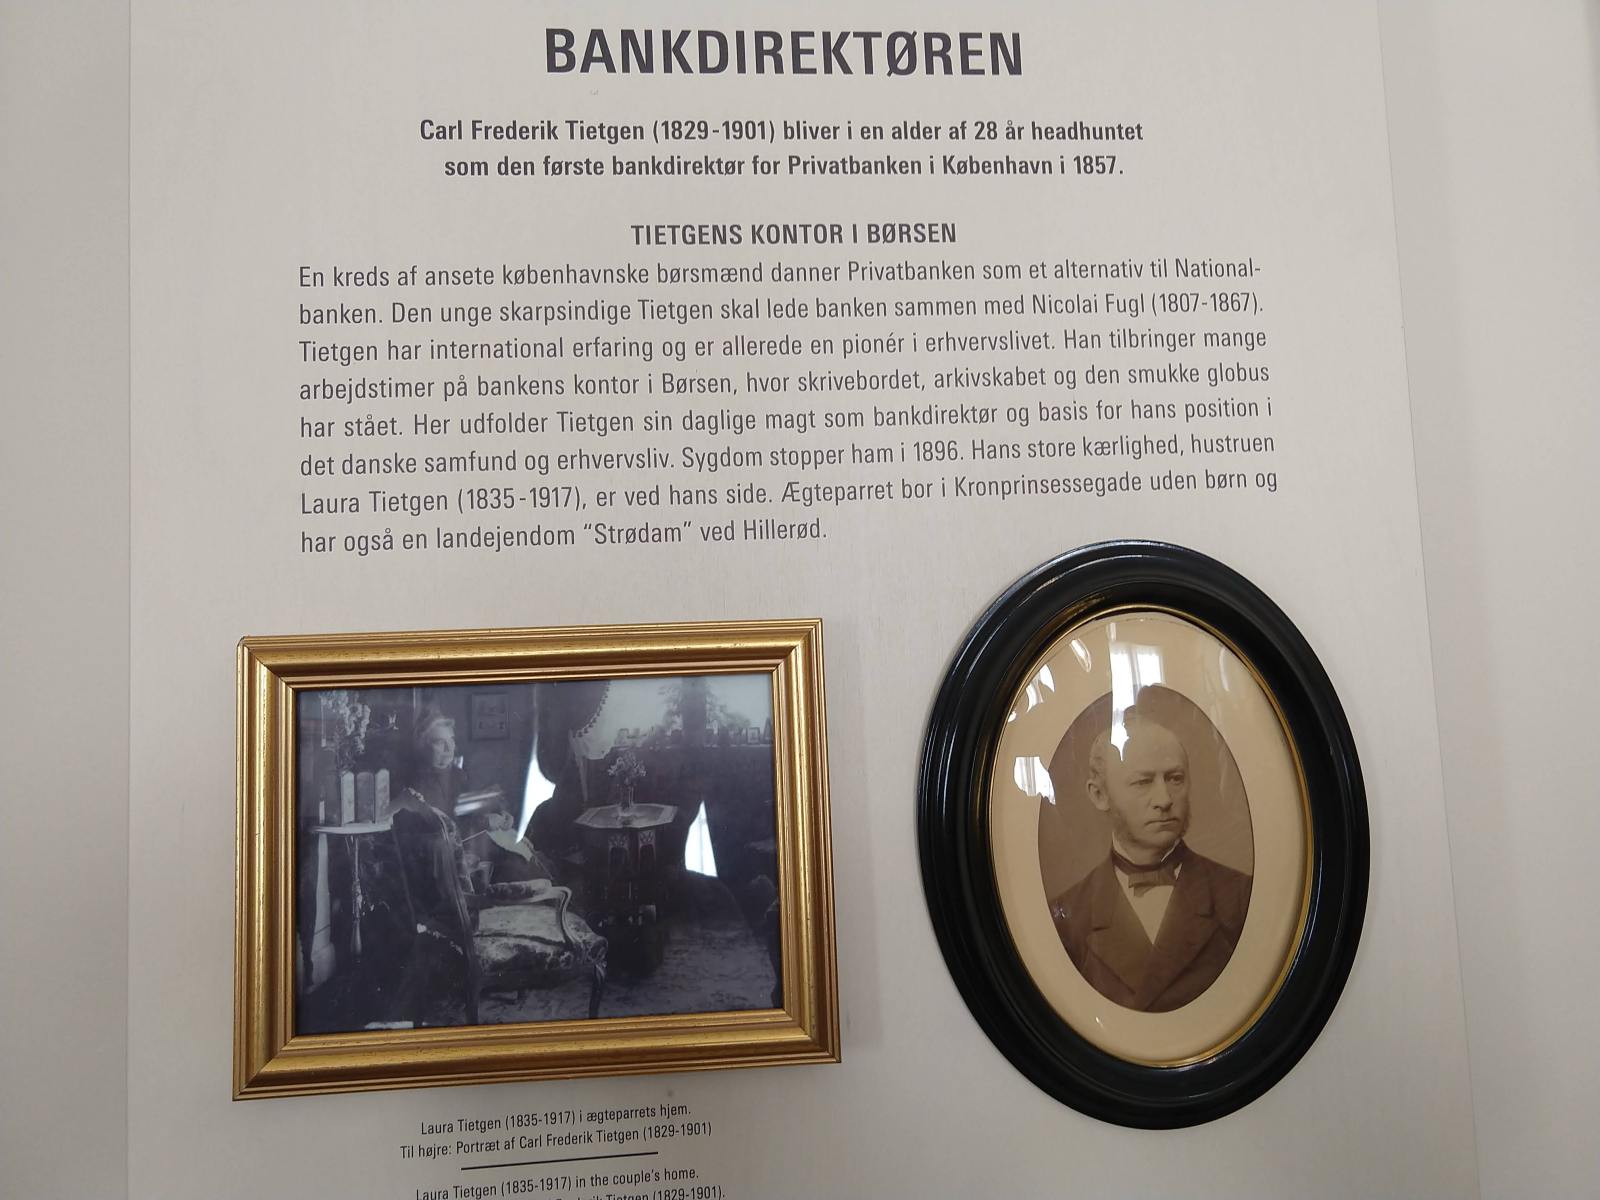 BANKDIREKTØREN
Carl Frederik Tietgen (1829-1901) bliver i en alder af 28 år headhuntet
som den første bankdirektør for Privatbanken i København i 1857.
TIETGENS KONTOR I BØRSEN
En kreds af ansete københavnske børsmænd danner Privatbanken som et alternativ til National-
banken. Den unge skarpsindige Tietgen skal lede banken sammen med Nicolai Fugl (1807-1867).
Tietgen har international erfaring og er allerede en pionér i erhvervslivet. Han tilbringer mange
arbejdstimer på bankens kontor i Børsen, hvor skrivebordet, arkivskabet og den smukke globus
har stået. Her udfolder Tietgen sin daglige magt som bankdirektør og basis for hans position i
det danske samfund og erhvervsliv. Sygdom stopper ham i 1896. Hans store kærlighed, hustruen
Laura Tietgen (1835-1917), er ved hans side. Ægteparret bor i Kronprinsessegade uden børn og
har også en landejendom “Strødam” ved Hillerød.
Laura Tietgen (1835-1917) i ægteparrets hjem.
Til højre: Portræt af Carl Frederik Tietgen (1829-1901)
Laura Tietgen (1835-1917) in the couple's home.
Frederik Tietgen (1829-1901).